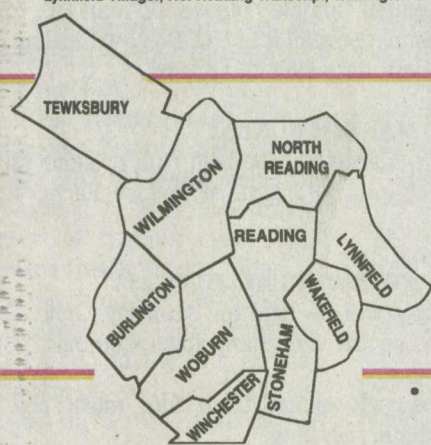 TEWKSBURY
WILMINGTON
NORTH
READING
READING
LYNNFIELD
BURLINGTON
WOBURN
WAKEFIELD
STONEHAM
WINCHESTER